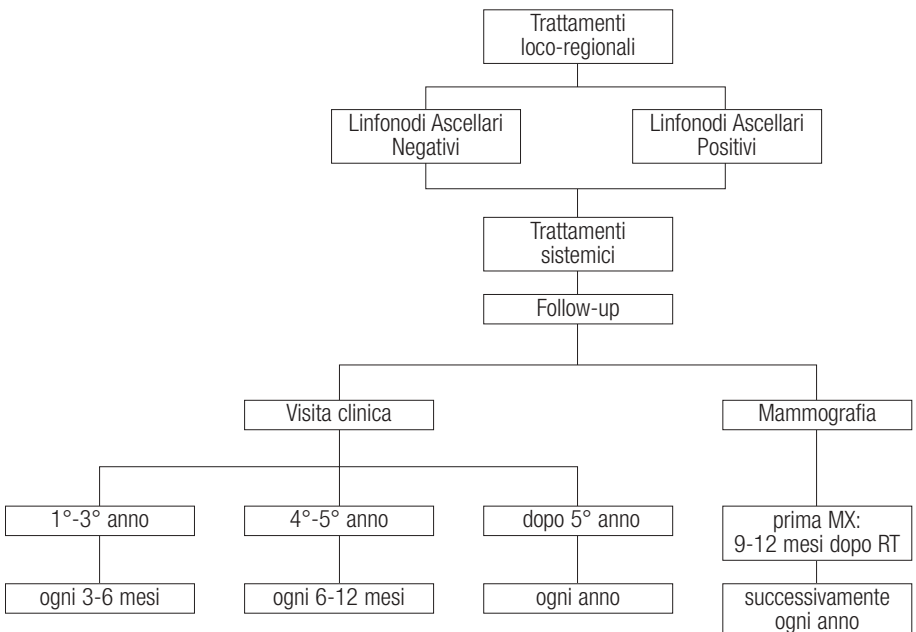 Trattamenti
loco-regionali
Linfonodi Ascellari
Negativi
Linfonodi Ascellari
Positivi
Trattamenti
sistemici
Follow-up
Visita clinica
Mammografia
1°-3° anno
4°-5° anno
dopo 5° anno
prima MX:
9-12 mesi dopo RT
ogni 3-6 mesi
ogni 6-12 mesi
ogni anno
successivamente
ogni anno